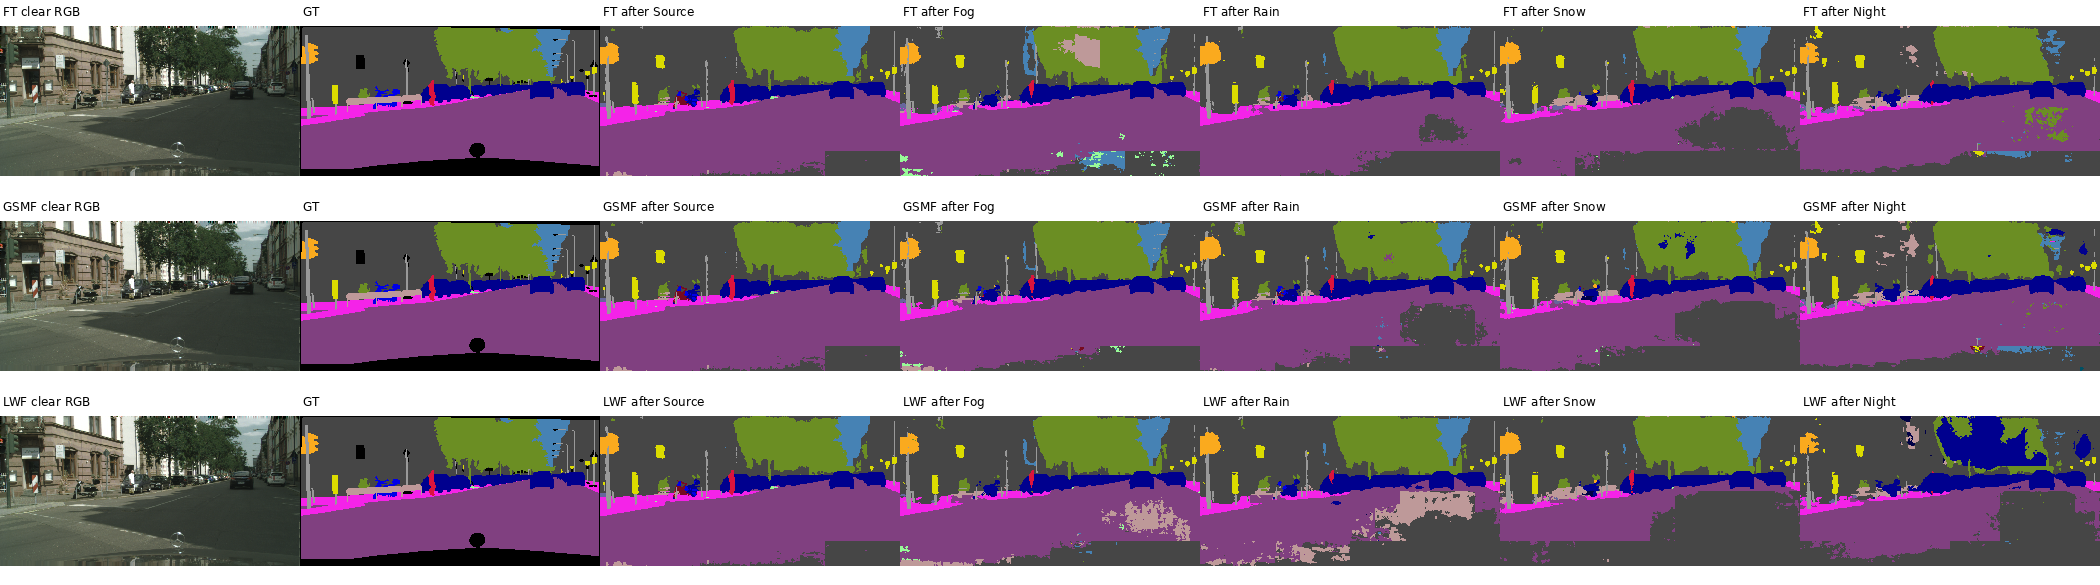 FT clear RGB GT FT after Source FT after Fog FT after Rain FT after Snow FT after Night
GSMF clear RGB GT GSMF after Source GSMF after Fog GSMF after Rain GSMF after Snow GSMF after Night
LWF clear RGB GT LWF after Source LWF after Fog LWF after Rain LWF after Snow LWF after Night